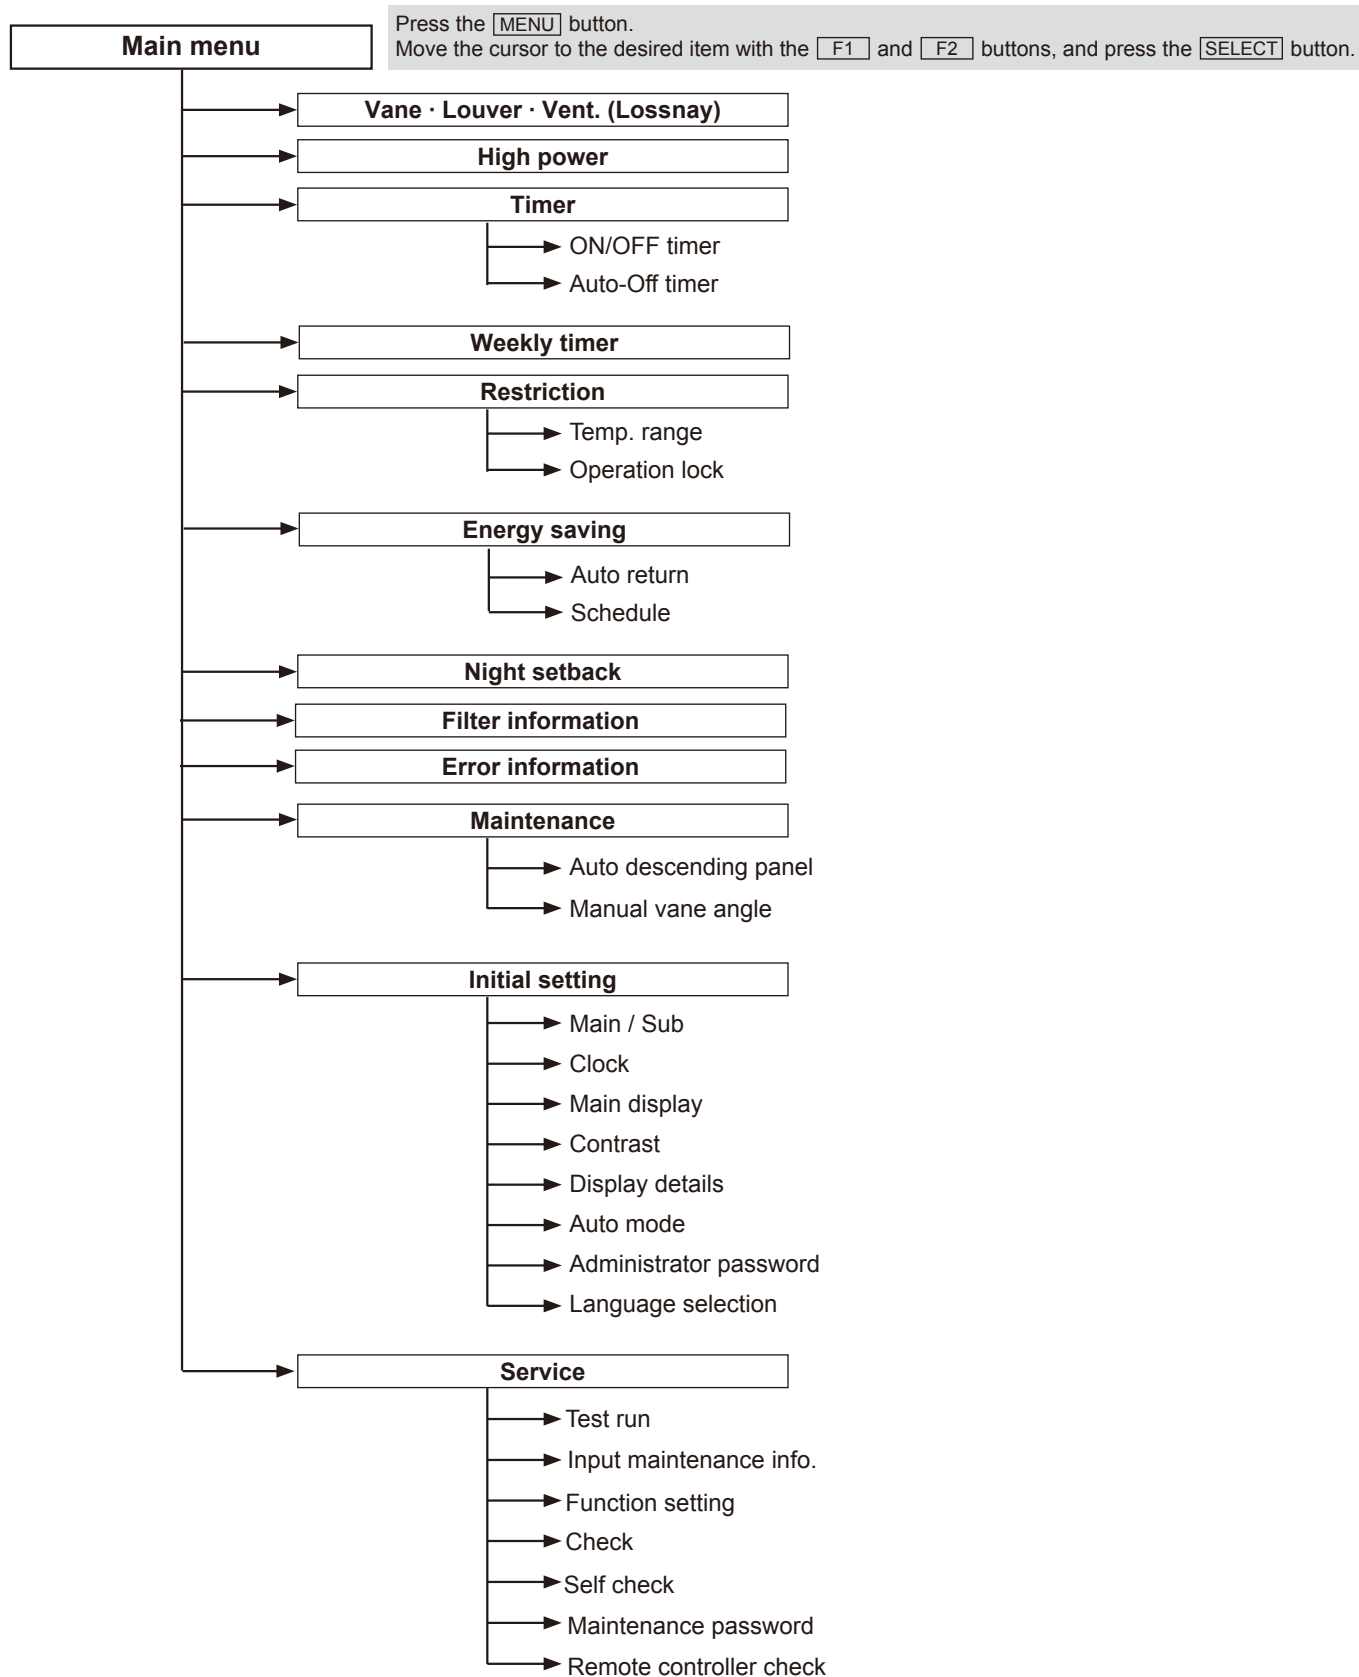 Press the MENU button.
Main menu
Move the cursor to the desired item with the F1 and F2 buttons, and press the SELECT button.
Vane · Louver · Vent. (Lossnay)
High power
Timer
ON/OFF timer
Auto-Off timer
Weekly timer
Restriction
Temp. range
Operation lock
Energy saving
Auto return
Schedule
Night setback
Filter information
Error information
Maintenance
Auto descending panel
Manual vane angle
Initial setting
Main / Sub
Clock
Main display
Contrast
Display details
Auto mode
Administrator password
Language selection
Service
Test run
Input maintenance info.
Function setting
Check
Self check
Maintenance password
Remote controller check